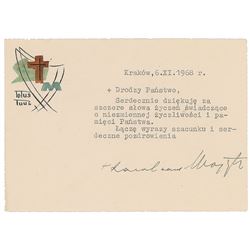 Totus
Tuus
M
Kraków, 6.XI.1968 r.
+ Drodzy Państwo,
Serdecznie dziękuję za
szczere słowa życzeń świadczące
o niezmiennej życzliwości i pa-
mięci Państwa.
Łączę wyrazy szacunku i ser-
deczne pozdrowienia